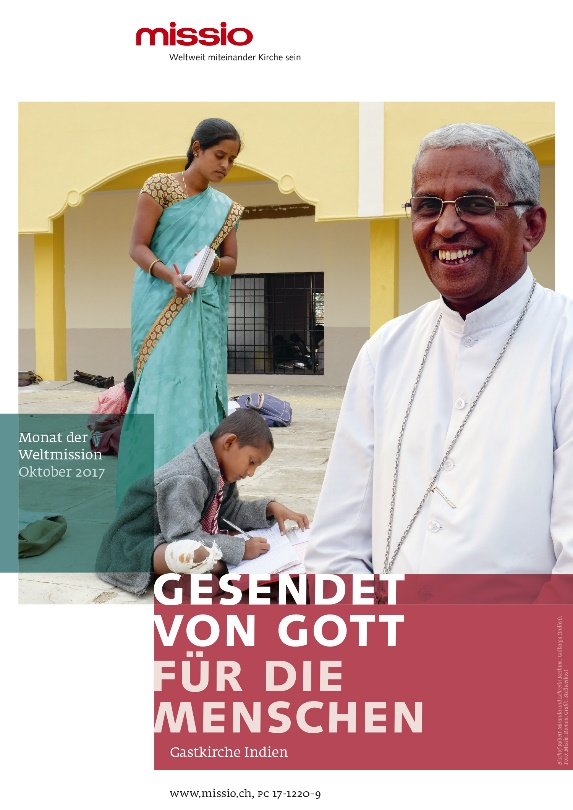 missio
Weltweit miteinander Kirche sein
Monat der
Weltmission
Oktober 2017
GESENDET
VON GOTT
FÜR DIE
MENSCHEN
Gastkirche Indien
www.missio.ch, PC 17-1220-9